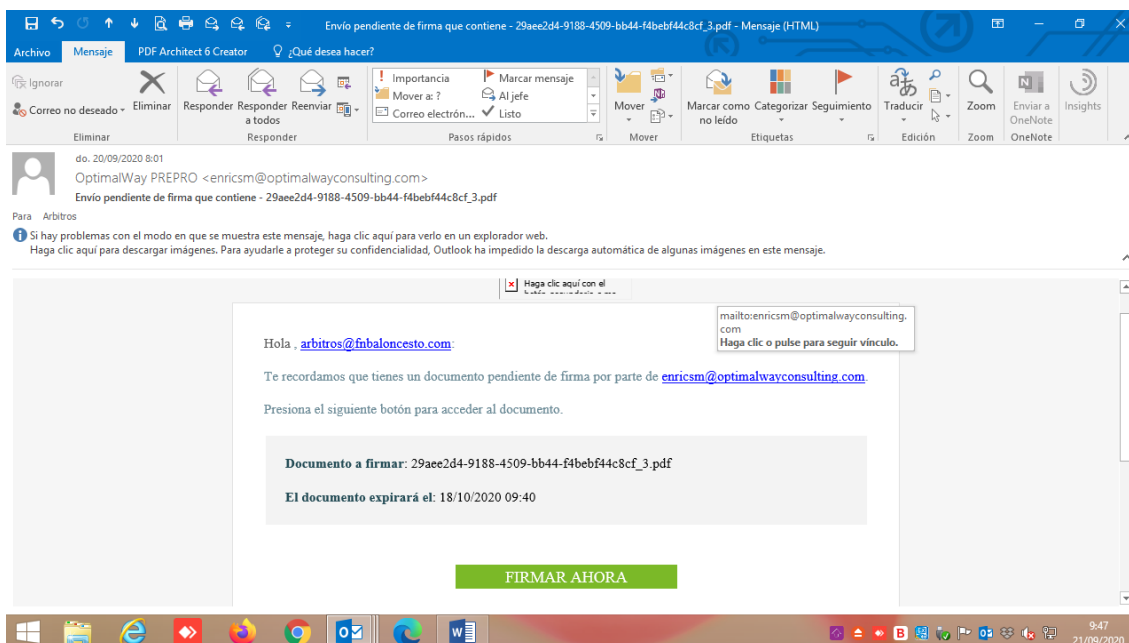 Envío pendiente de firma que contiene - 29aee2d4-9188-4509-bb44-f4bebf44c8cf_3.pdf - Mensaje (HTML)
Archivo Mensaje PDF Architect 6 Creator ¿Qué desea hacer?
Ignorar
Correo no deseado
Eliminar
Responder
Responder a todos
Reenviar
Importancia
Mover a: ?
Correo electrón...
Marcar mensaje
Al jefe
Listo
Mover
Marcar como no leído
Categorizar
Seguimiento
Traducir
Zoom
Enviar a OneNote
Insights
Eliminar Responder Pasos rápidos Mover Etiquetas Edición Zoom OneNote
do. 20/09/2020 8:01
OptimalWay PREPRO <enricsm@optimalwayconsulting.com>
Envío pendiente de firma que contiene - 29aee2d4-9188-4509-bb44-f4bebf44c8cf_3.pdf
Para Arbitros
Si hay problemas con el modo en que se muestra este mensaje, haga clic aquí para verlo en un explorador web.
Haga clic aquí para descargar imágenes. Para ayudarle a proteger su confidencialidad, Outlook ha impedido la descarga automática de algunas imágenes en este mensaje.
Haga clic aquí con el
mailto:enricsm@optimalwayconsulting.
com
Haga clic o pulse para seguir vínculo.
Hola , arbitros@fnbaloncesto.com:
Te recordamos que tienes un documento pendiente de firma por parte de enricsm@optimalwayconsulting.com.
Presiona el siguiente botón para acceder al documento.
Documento a firmar: 29aee2d4-9188-4509-bb44-f4bebf44c8cf_3.pdf
El documento expirará el: 18/10/2020 09:40
FIRMAR AHORA
9:47
21/09/2020